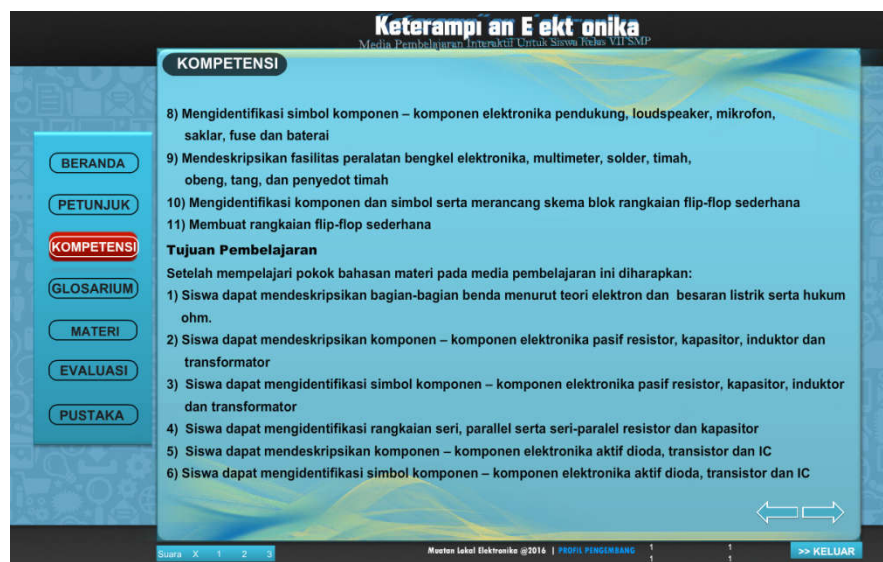 Keterampi an E ekt onika
Media Pembelajaran Interaktif Untuk Siswa Kelas VII SMP
KOMPETENSI
8) Mengidentifikasi simbol komponen – komponen elektronika pendukung, loudspeaker, mikrofon,
saklar, fuse dan baterai
9) Mendeskripsikan fasilitas peralatan bengkel elektronika, multimeter, solder, timah,
obeng, tang, dan penyedot timah
10) Mengidentifikasi komponen dan simbol serta merancang skema blok rangkaian flip-flop sederhana
11) Membuat rangkaian flip-flop sederhana
Tujuan Pembelajaran
Setelah mempelajari pokok bahasan materi pada media pembelajaran ini diharapkan:
1) Siswa dapat mendeskripsikan bagian-bagian benda menurut teori elektron dan besaran listrik serta hukum
ohm.
2) Siswa dapat mendeskripsikan komponen – komponen elektronika pasif resistor, kapasitor, induktor dan
transformator
3) Siswa dapat mengidentifikasi simbol komponen – komponen elektronika pasif resistor, kapasitor, induktor
dan transformator
4) Siswa dapat mengidentifikasi rangkaian seri, parallel serta seri-paralel resistor dan kapasitor
5) Siswa dapat mendeskripsikan komponen – komponen elektronika aktif dioda, transistor dan IC
6) Siswa dapat mengidentifikasi simbol komponen – komponen elektronika aktif dioda, transistor dan IC
BERANDA
PETUNJUK
KOMPETENSI
GLOSARIUM
MATERI
EVALUASI
PUSTAKA
Suara X 1 2 3
Muatan Lokal Elektronika @2016 | PROFIL PENGEMBANG
1 1
1 1
>> KELUAR